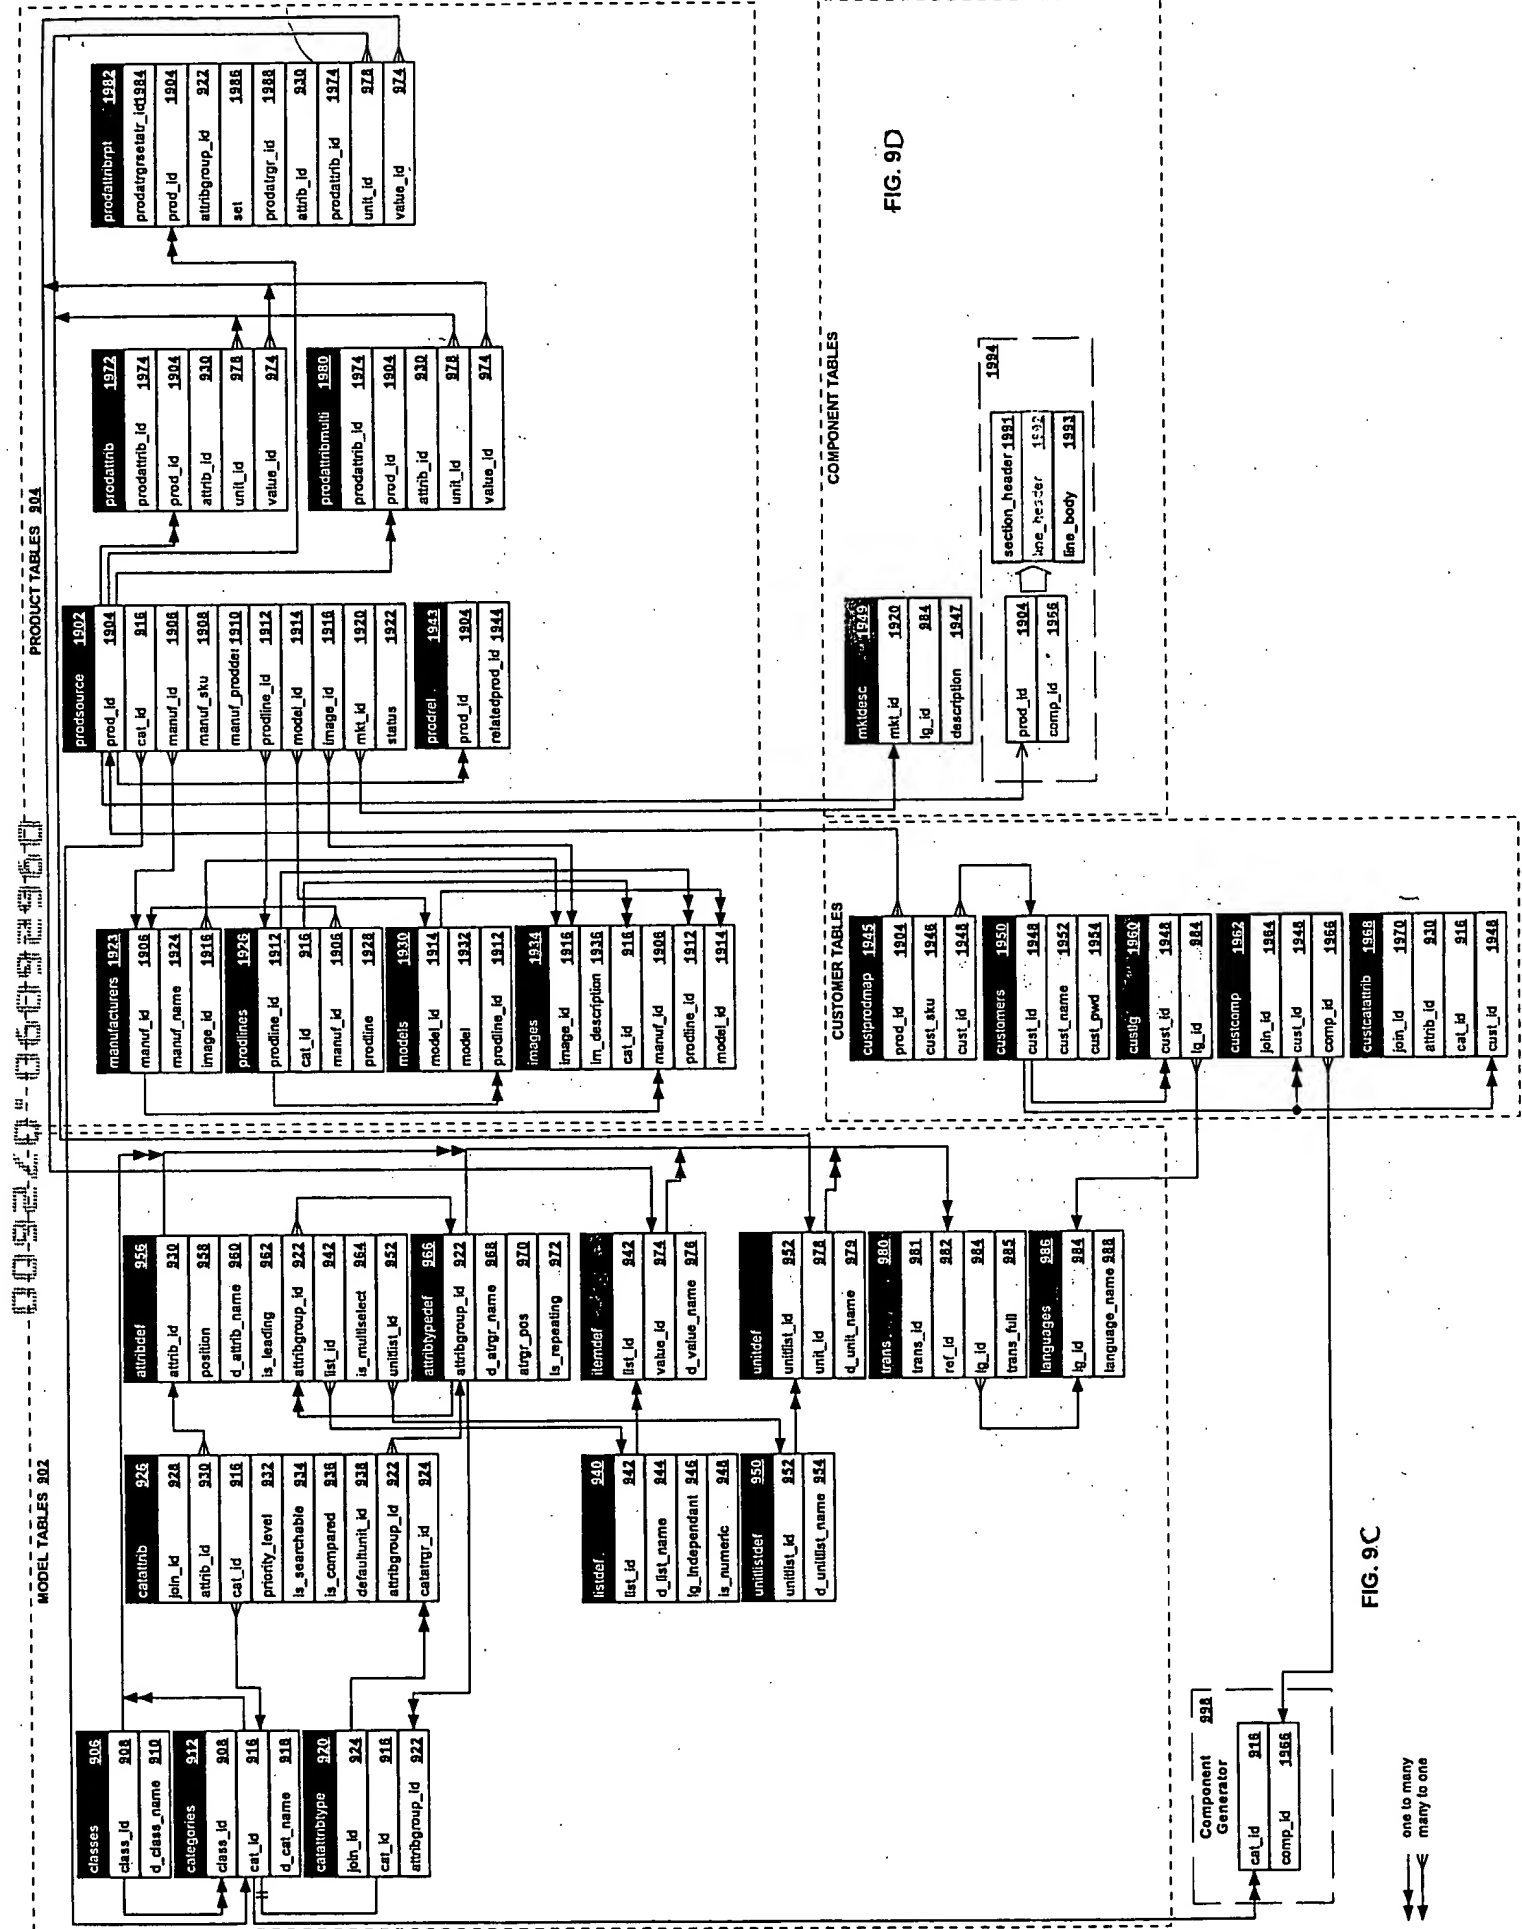 MODEL TABLES 902
classes 906
class_id 908
d_class_name 910
categories 912
class_id 908
cat_id 916
d_cat_name 918
catattribtype 920
join_id 924
cat_id 916
attribgroup_id 922
catattrib 926
join_id 928
attrib_id 930
cat_id 916
priority_level 932
is_searchable 934
is_compared 936
defaultunit_id 938
attribgroup_id 922
catatrgr_id 924
listdef 940
list_id 942
d_list_name 944
lg_independant 946
is_numeric 948
unitlistdef 950
unitlist_id 952
d_unitlist_name 954
attribdef 956
attrib_id 930
position 958
d_attrib_name 960
is_leading 962
attribgroup_id 922
list_id 942
is_multiselect 964
unitlist_id 952
attribtypedef 966
attribgroup_id 922
d_atrgr_name 968
atrgr_pos 970
is_repeating 972
itemdef
list_id 942
value_id 974
d_value_name 976
unitdef
unitlist_id 952
unit_id 978
d_unit_name 979
trans 980
trans_id 981
ref_id 982
lg_id 984
trans_full 985
languages 986
lg_id 984
language_name 988
Component
Generator 998
cat_id 916
comp_id 1966
one to many
many to one
FIG. 9C
PRODUCT TABLES 904
manufacturers 1923
manuf_id 1906
manuf_name 1924
image_id 1916
prodlines 1926
prodline_id 1912
cat_id 916
manuf_id 1906
prodline 1928
models 1930
model_id 1914
model 1932
prodline_id 1912
images 1934
image_id 1916
im_description 1936
cat_id 916
manuf_id 1906
prodline_id 1912
model_id 1914
prodsource 1902
prod_id 1904
cat_id 916
manuf_id 1906
manuf_sku 1908
manuf_proddes 1910
prodline_id 1912
model_id 1914
image_id 1916
mkt_id 1920
status 1922
prodrel 1943
prod_id 1904
relatedprod_id 1944
prodattrib 1972
prodattrib_id 1974
prod_id 1904
attrib_id 930
unit_id 978
value_id 974
prodattribmulti 1980
prodattrib_id 1974
prod_id 1904
attrib_id 930
unit_id 978
value_id 974
prodattribrpt 1982
prodatrgrsetatr_id 1984
prod_id 1904
attribgroup_id 922
set 1986
prodatrgr_id 1988
attrib_id 930
prodattrib_id 1974
unit_id 978
value_id 974
CUSTOMER TABLES
custprodmap 1945
prod_id 1904
cust_sku 1946
cust_id 1948
customers 1950
cust_id 1948
cust_name 1952
cust_pwd 1954
custlg 1960
cust_id 1948
lg_id 984
custcomp 1962
join_id 1964
cust_id 1948
comp_id 1966
custcatattrib 1968
join_id 1970
attrib_id 930
cat_id 916
cust_id 1948
COMPONENT TABLES
mktdesc 1949
mkt_id 1920
lg_id 984
description 1947
1994
prod_id 1904
comp_id 1966
section_header 1991
line_header 1992
line_body 1993
FIG. 9D